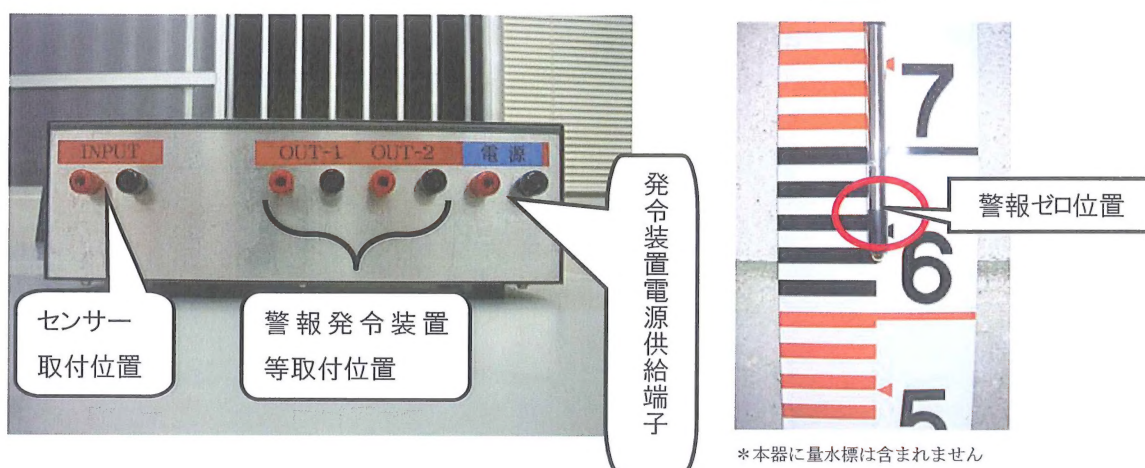 INPUT
OUT-1 OUT-2
電源
センサー
取付位置
警報発令装置
等取付位置
発令装置電源供給端子
7
6
5
警報ゼロ位置
*本器に量水標は含まれません